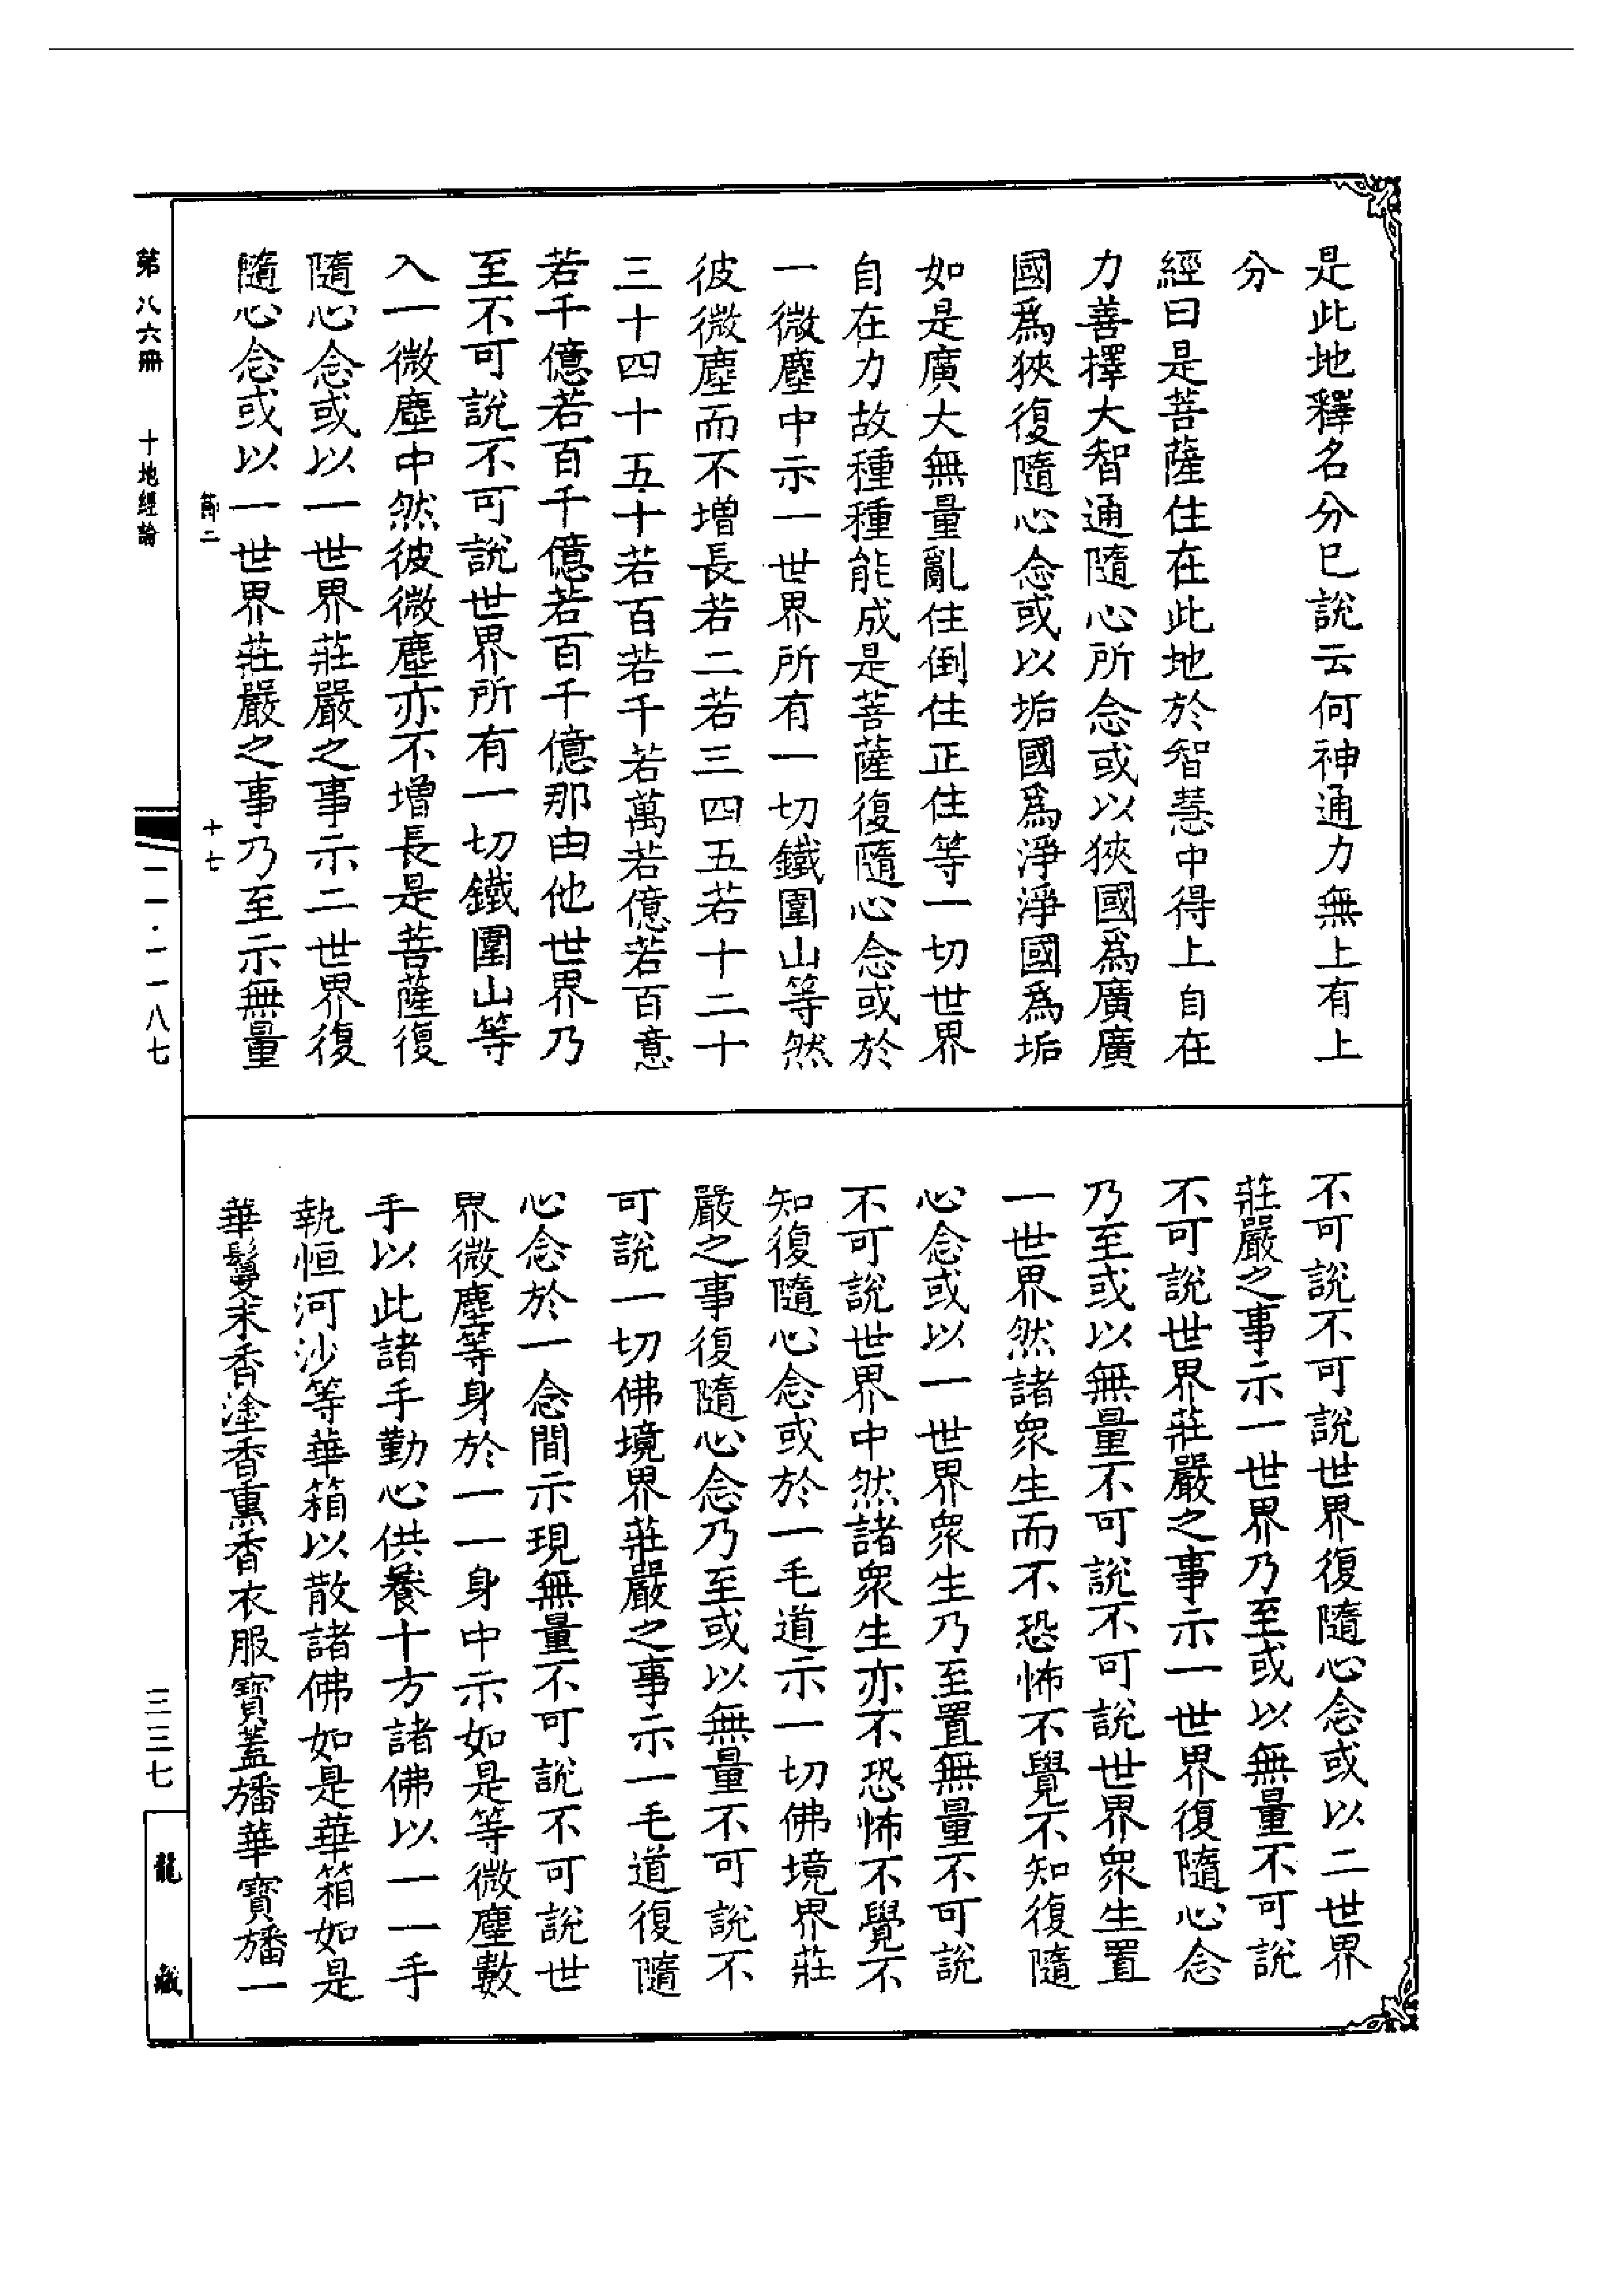 是此地釋名分已說云何神通力無上有上
分
經曰是菩薩住在此地於智慧中得上自在
力善擇大智通隨心所念或以狹國爲廣廣
國爲狹復隨心念或以垢國爲淨淨國爲垢
如是廣大無量亂住倒住正住等一切世界
自在力故種種能成是菩薩復隨心念或於
一微塵中示一世界所有一切鐵圍山等然
彼微塵而不增長若二若三四五若十二十
三十四十五十若百若千若萬若億若百意
若千億若百千億若百千億那由他世界乃
至不可說不可說世界所有一切鐵圍山等
入一微塵中然彼微塵亦不增長是菩薩復
隨心念或以一世界莊嚴之事示二世界復
隨心念或以一世界莊嚴之事乃至示無量
節二
十七
不可說不可說世界復隨心念或以二世界
莊嚴之事示一世界乃至或以無量不可說
不可說世界莊嚴之事示一世界復隨心念
乃至或以無量不可說不可說世界衆生置
一世界然諸衆生而不恐怖不覺不知復隨
心念或以一世界衆生乃至置無量不可說
不可說世界中然諸衆生亦不恐怖不覺不
知復隨心念或於一毛道示一切佛境界莊
嚴之事復隨心念乃至或以無量不可說不
可說一切佛境界莊嚴之事示一毛道復隨
心念於一念間示現無量不可說不可說世
界微塵等身於一一身中示如是等微塵數
手以此諸手勤心供養十方諸佛以一一手
執恒河沙等華箱以散諸佛如是華箱如是
華鬘末香塗香熏香衣服寶蓋旛華寶旛一
第八六冊
十地經論
一一·一一八七
三三七
龍藏